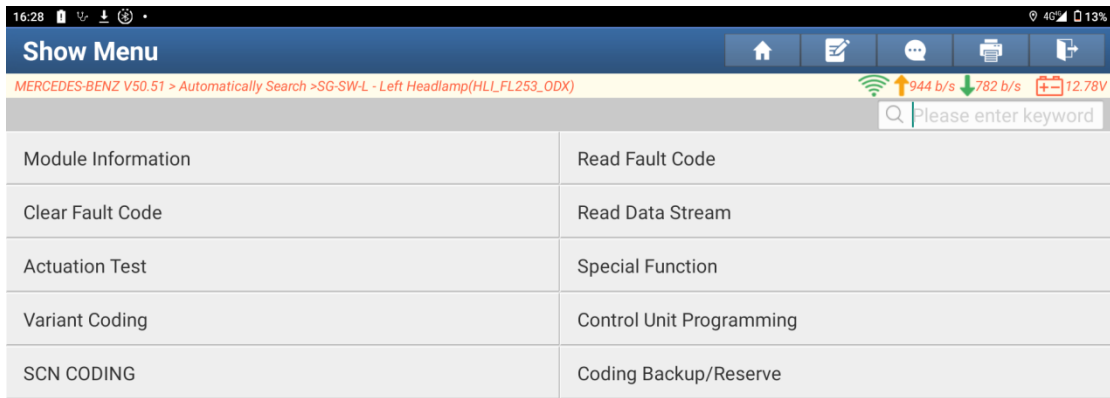 16:28 4G 13%
Show Menu
MERCEDES-BENZ V50.51 > Automatically Search >SG-SW-L - Left Headlamp(HLI_FL253_ODX) 944 b/s 782 b/s 12.78V
Please enter keyword
Module Information Read Fault Code
Clear Fault Code Read Data Stream
Actuation Test Special Function
Variant Coding Control Unit Programming
SCN CODING Coding Backup/Reserve